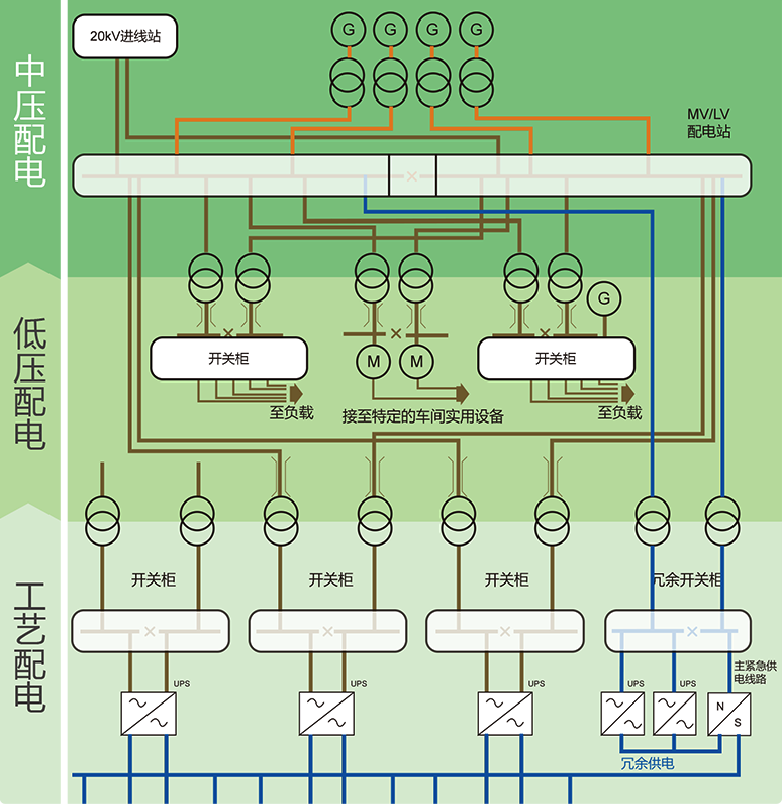 中压配电
20kV进线站
G
G
G
G
MV/LV
配电站
低压配电
G
开关柜
M
M
开关柜
至负载
接至特定的车间实用设备
至负载
工艺配电
开关柜
开关柜
开关柜
冗余开关柜
主紧急供
电线路
UPS
UPS
UPS
UPS
UPS
N
S
冗余供电